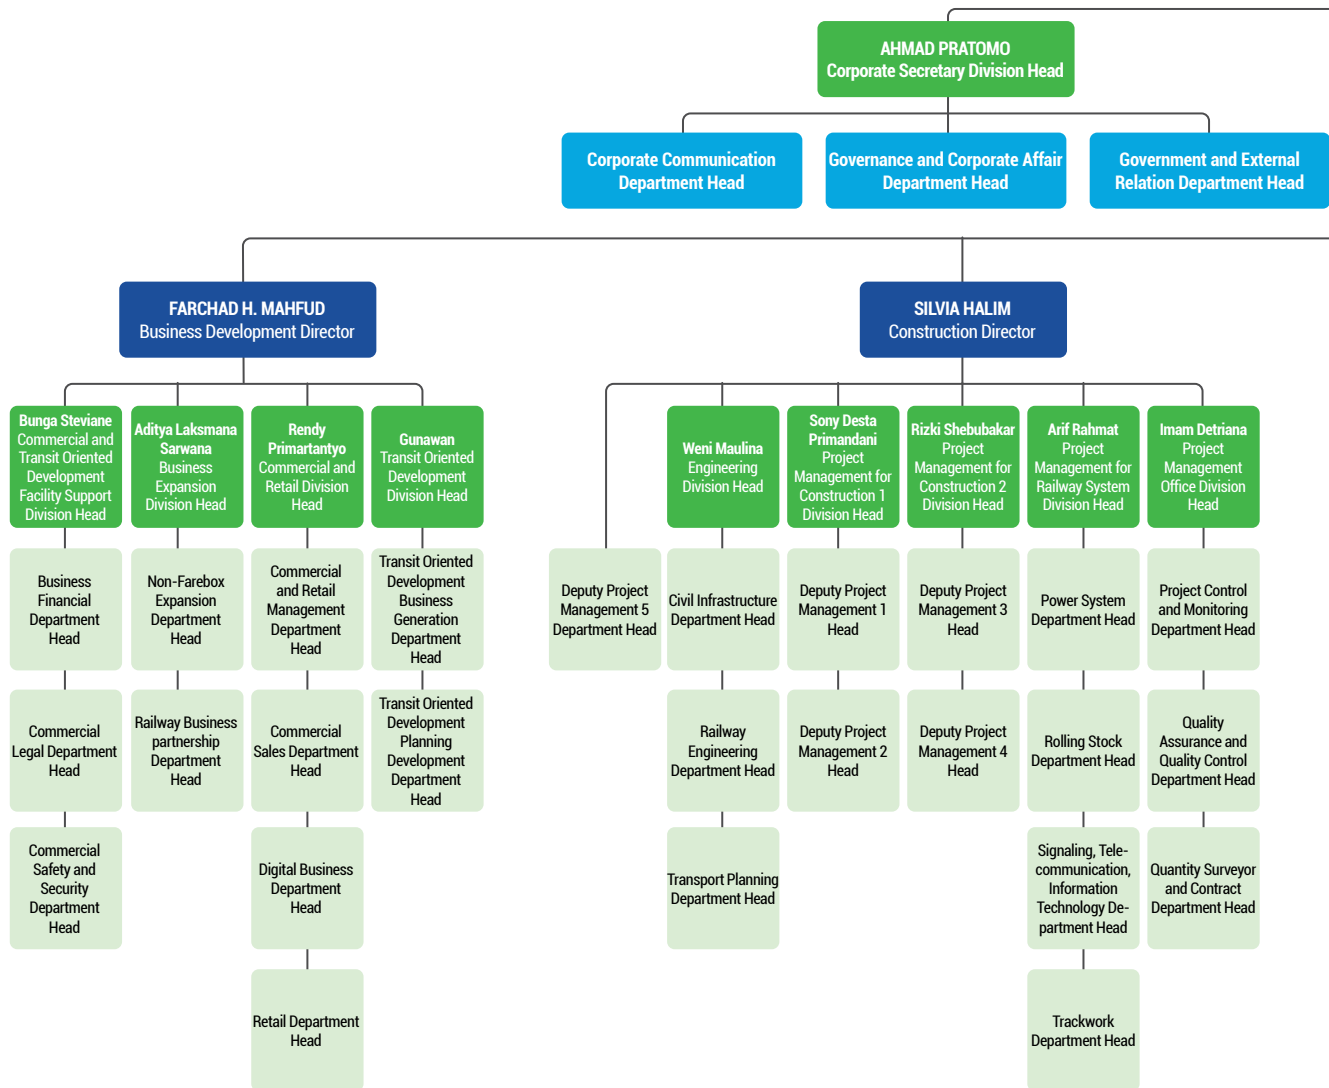 AHMAD PRATOMO
Corporate Secretary Division Head
Corporate Communication
Department Head
Governance and Corporate Affair
Department Head
Government and External
Relation Department Head
FARCHAD H. MAHFUD
Business Development Director
SILVIA HALIM
Construction Director
Bunga Steviane
Commercial and
Transit Oriented
Development
Facility Support
Division Head
Aditya Laksmana
Sarwana
Business
Expansion
Division Head
Rendy
Primartantyo
Commercial and
Retail Division
Head
Gunawan
Transit Oriented
Development
Division Head
Weni Maulina
Engineering
Division Head
Sony Desta
Primandani
Project
Management for
Construction 1
Division Head
Rizki Shebubakar
Project
Management for
Construction 2
Division Head
Arif Rahmat
Project
Management for
Railway System
Division Head
Imam Detriana
Project
Management
Office Division
Head
Business
Financial
Department
Head
Non-Farebox
Expansion
Department
Head
Commercial
and Retail
Management
Department
Head
Transit Oriented
Development
Business
Generation
Department
Head
Deputy Project
Management 5
Department Head
Civil Infrastructure
Department Head
Deputy Project
Management 1
Head
Deputy Project
Management 3
Head
Power System
Department Head
Project Control
and Monitoring
Department Head
Commercial
Legal Department
Head
Railway Business
partnership
Department
Head
Commercial
Sales Department
Head
Transit Oriented
Development
Planning
Development
Department
Head
Railway
Engineering
Department Head
Deputy Project
Management 2
Head
Deputy Project
Management 4
Head
Rolling Stock
Department Head
Quality
Assurance and
Quality Control
Department Head
Commercial
Safety and
Security
Department
Head
Digital Business
Department
Head
Transport Planning
Department Head
Signaling, Tele-
communication,
Information
Technology De-
partment Head
Quantity Surveyor
and Contract
Department Head
Retail Department
Head
Trackwork
Department Head